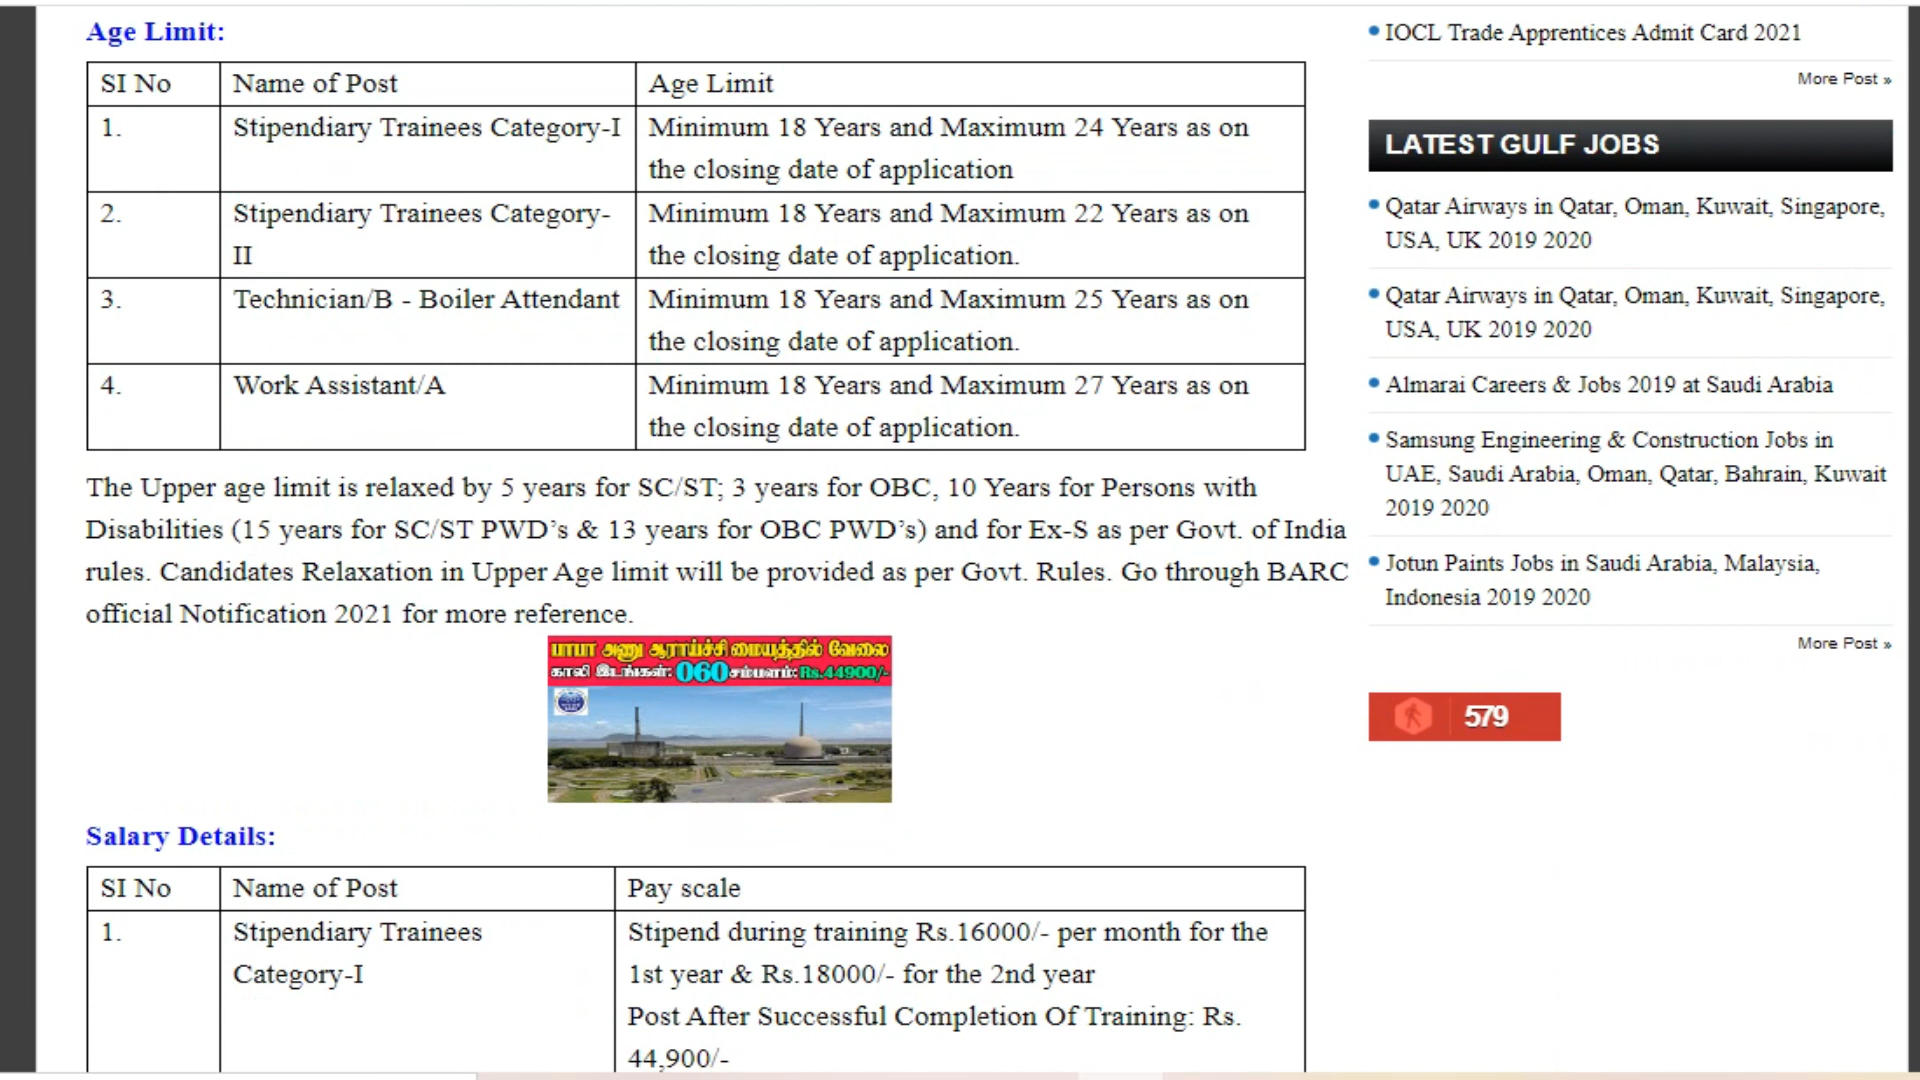 Age Limit:
SI No Name of Post Age Limit
1. Stipendiary Trainees Category-I Minimum 18 Years and Maximum 24 Years as on
the closing date of application
2. Stipendiary Trainees Category- Minimum 18 Years and Maximum 22 Years as on
II the closing date of application.
3. Technician/B - Boiler Attendant Minimum 18 Years and Maximum 25 Years as on
the closing date of application.
4. Work Assistant/A Minimum 18 Years and Maximum 27 Years as on
the closing date of application.
The Upper age limit is relaxed by 5 years for SC/ST; 3 years for OBC, 10 Years for Persons with
Disabilities (15 years for SC/ST PWD’s & 13 years for OBC PWD’s) and for Ex-S as per Govt. of India
rules. Candidates Relaxation in Upper Age limit will be provided as per Govt. Rules. Go through BARC
official Notification 2021 for more reference.
பாபா அணு ஆராய்ச்சி மையத்தில் வேலை
காலி இடங்கள்: 060 சம்பளம்: Rs.44900/-
Salary Details:
SI No Name of Post Pay scale
1. Stipendiary Trainees Stipend during training Rs.16000/- per month for the
Category-I 1st year & Rs.18000/- for the 2nd year
Post After Successful Completion Of Training: Rs.
44,900/-
IOCL Trade Apprentices Admit Card 2021
More Post »
LATEST GULF JOBS
Qatar Airways in Qatar, Oman, Kuwait, Singapore,
USA, UK 2019 2020
Qatar Airways in Qatar, Oman, Kuwait, Singapore,
USA, UK 2019 2020
Almarai Careers & Jobs 2019 at Saudi Arabia
Samsung Engineering & Construction Jobs in
UAE, Saudi Arabia, Oman, Qatar, Bahrain, Kuwait
2019 2020
Jotun Paints Jobs in Saudi Arabia, Malaysia,
Indonesia 2019 2020
More Post »
579